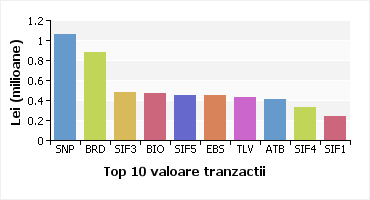 Lei (milioane)
1.2
1
0.8
0.6
0.4
0.2
0
SNP BRD SIF3 BIO SIF5 EBS TLV ATB SIF4 SIF1
Top 10 valoare tranzactii